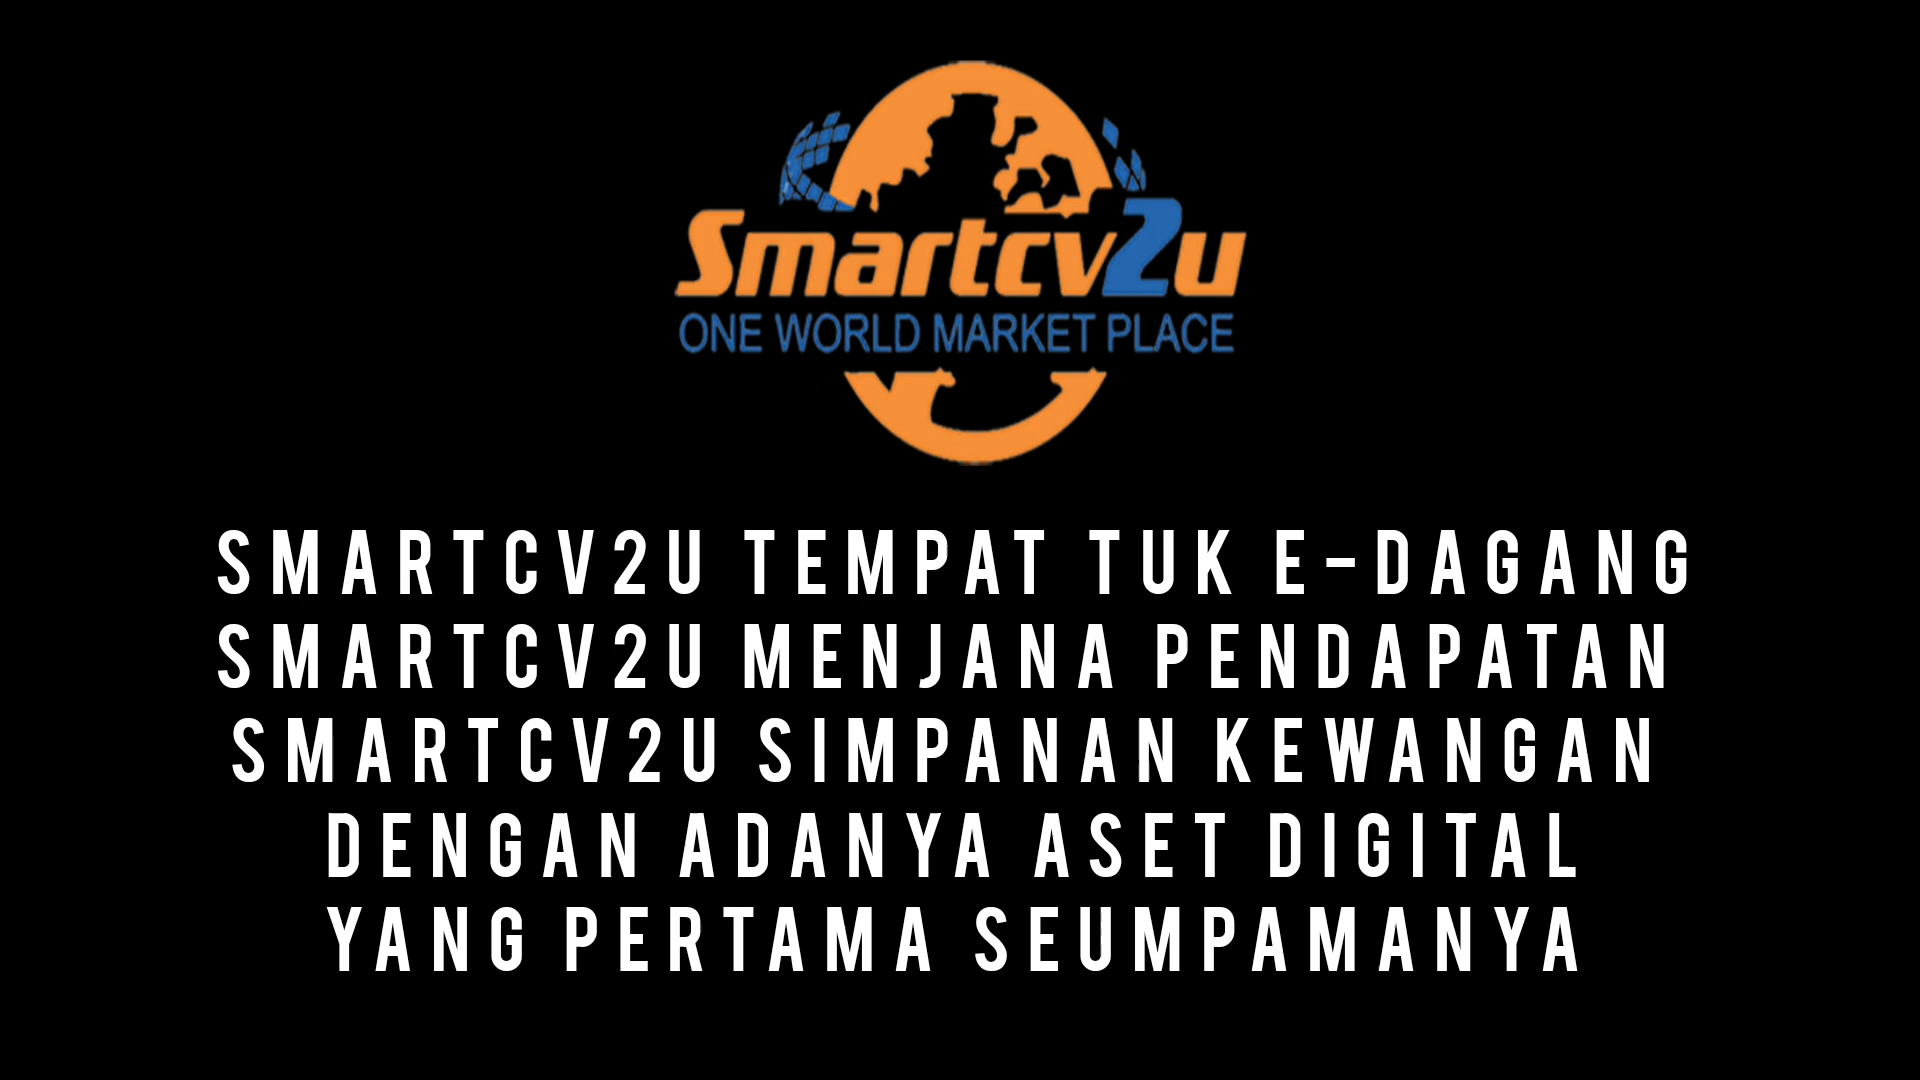 Smartcv2u
ONE WORLD MARKET PLACE
SMARTCV2U TEMPAT TUK E-DAGANG
SMARTCV2U MENJANA PENDAPATAN
SMARTCV2U SIMPANAN KEWANGAN
DENGAN ADANYA ASET DIGITAL
YANG PERTAMA SEUMPAMANYA